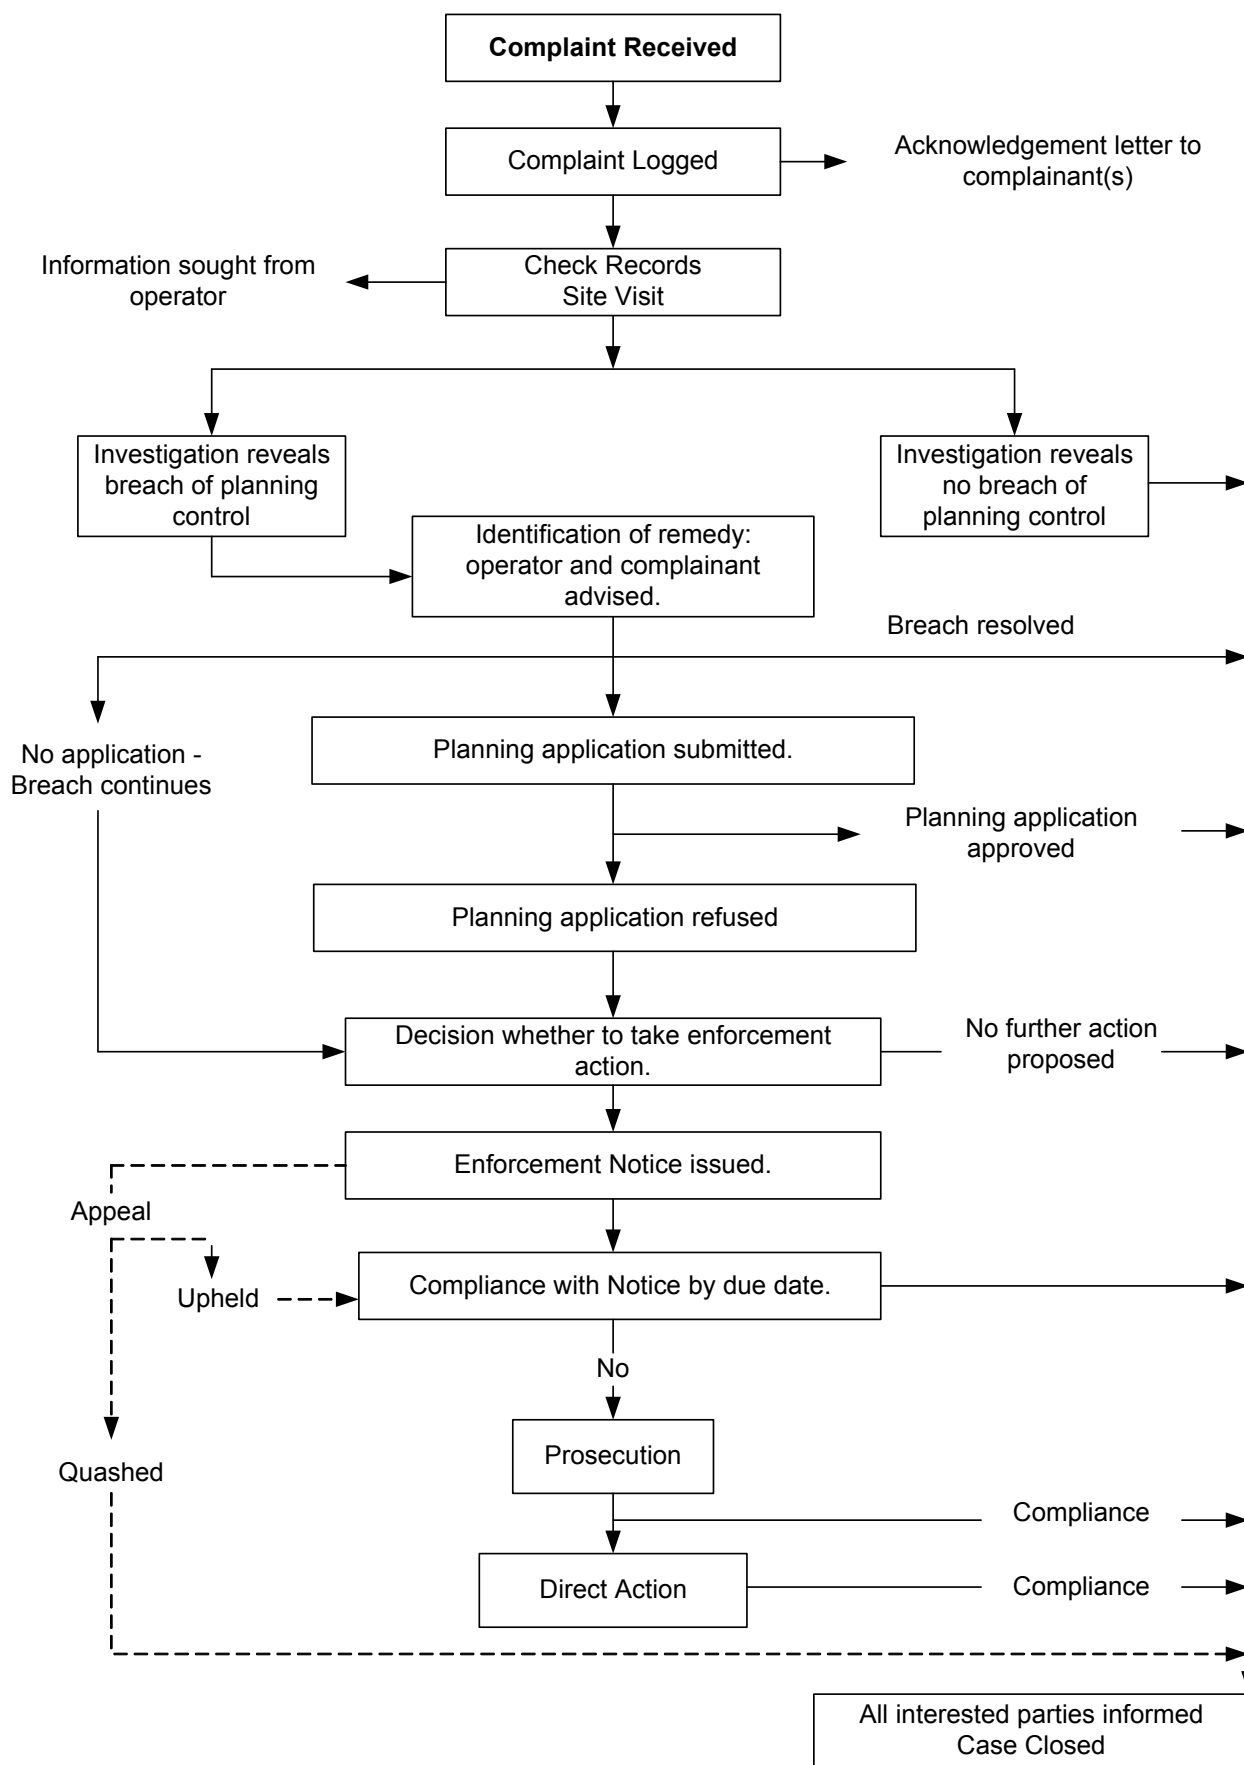 Complaint Received
Complaint Logged
Acknowledgement letter to
complainant(s)
Information sought from
operator
Check Records
Site Visit
Investigation reveals
breach of planning
control
Investigation reveals
no breach of
planning control
Identification of remedy:
operator and complainant
advised.
Breach resolved
No application -
Breach continues
Planning application submitted.
Planning application
approved
Planning application refused
Decision whether to take enforcement
action.
No further action
proposed
Enforcement Notice issued.
Appeal
Upheld
Compliance with Notice by due date.
No
Prosecution
Quashed
Compliance
Direct Action
Compliance
All interested parties informed
Case Closed